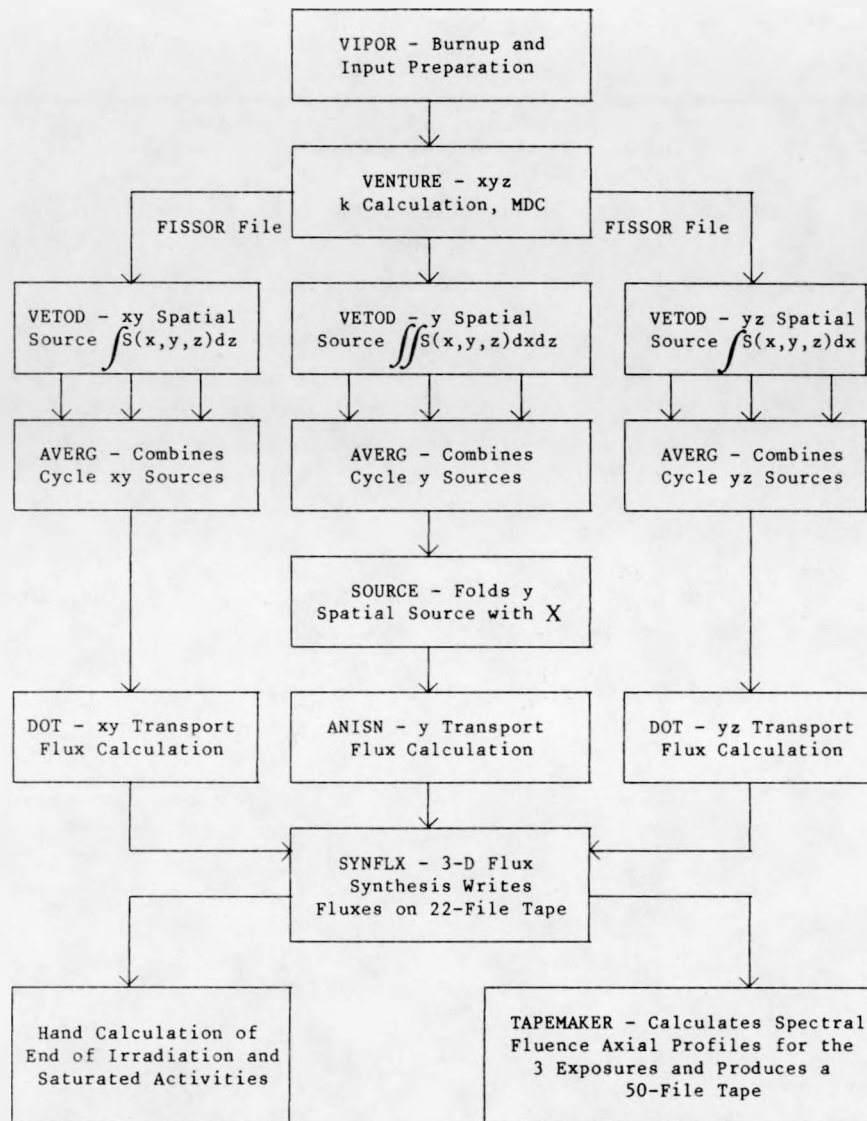 VIPOR - Burnup and
Input Preparation
VENTURE - xyz
k Calculation, MDC
FISSOR File
FISSOR File
VETOD - xy Spatial
Source ∫S(x,y,z)dz
VETOD - y Spatial
Source ∬S(x,y,z)dxdz
VETOD - yz Spatial
Source ∫S(x,y,z)dx
AVERG - Combines
Cycle xy Sources
AVERG - Combines
Cycle y Sources
AVERG - Combines
Cycle yz Sources
SOURCE - Folds y
Spatial Source with X
DOT - xy Transport
Flux Calculation
ANISN - y Transport
Flux Calculation
DOT - yz Transport
Flux Calculation
SYNFLX - 3-D Flux
Synthesis Writes
Fluxes on 22-File Tape
Hand Calculation of
End of Irradiation and
Saturated Activities
TAPEMAKER - Calculates Spectral
Fluence Axial Profiles for the
3 Exposures and Produces a
50-File Tape